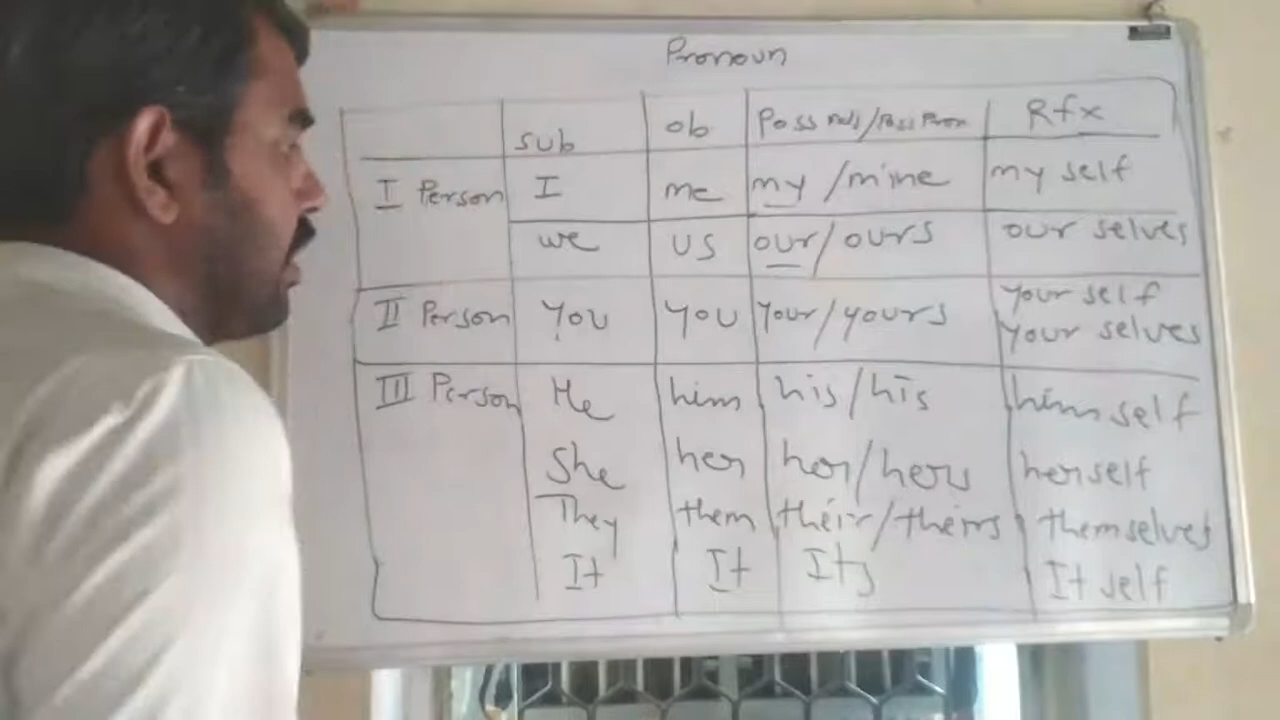 Pronoun
sub ob Poss Adj/Poss Pron Rfx
I Person I me my/mine my self
we us our/ours our selves
II Person You You Your/yours Your self
Your selves
III Person He him his/his himself
She her her/hers herself
They them their/theirs themselves
It It Its It self